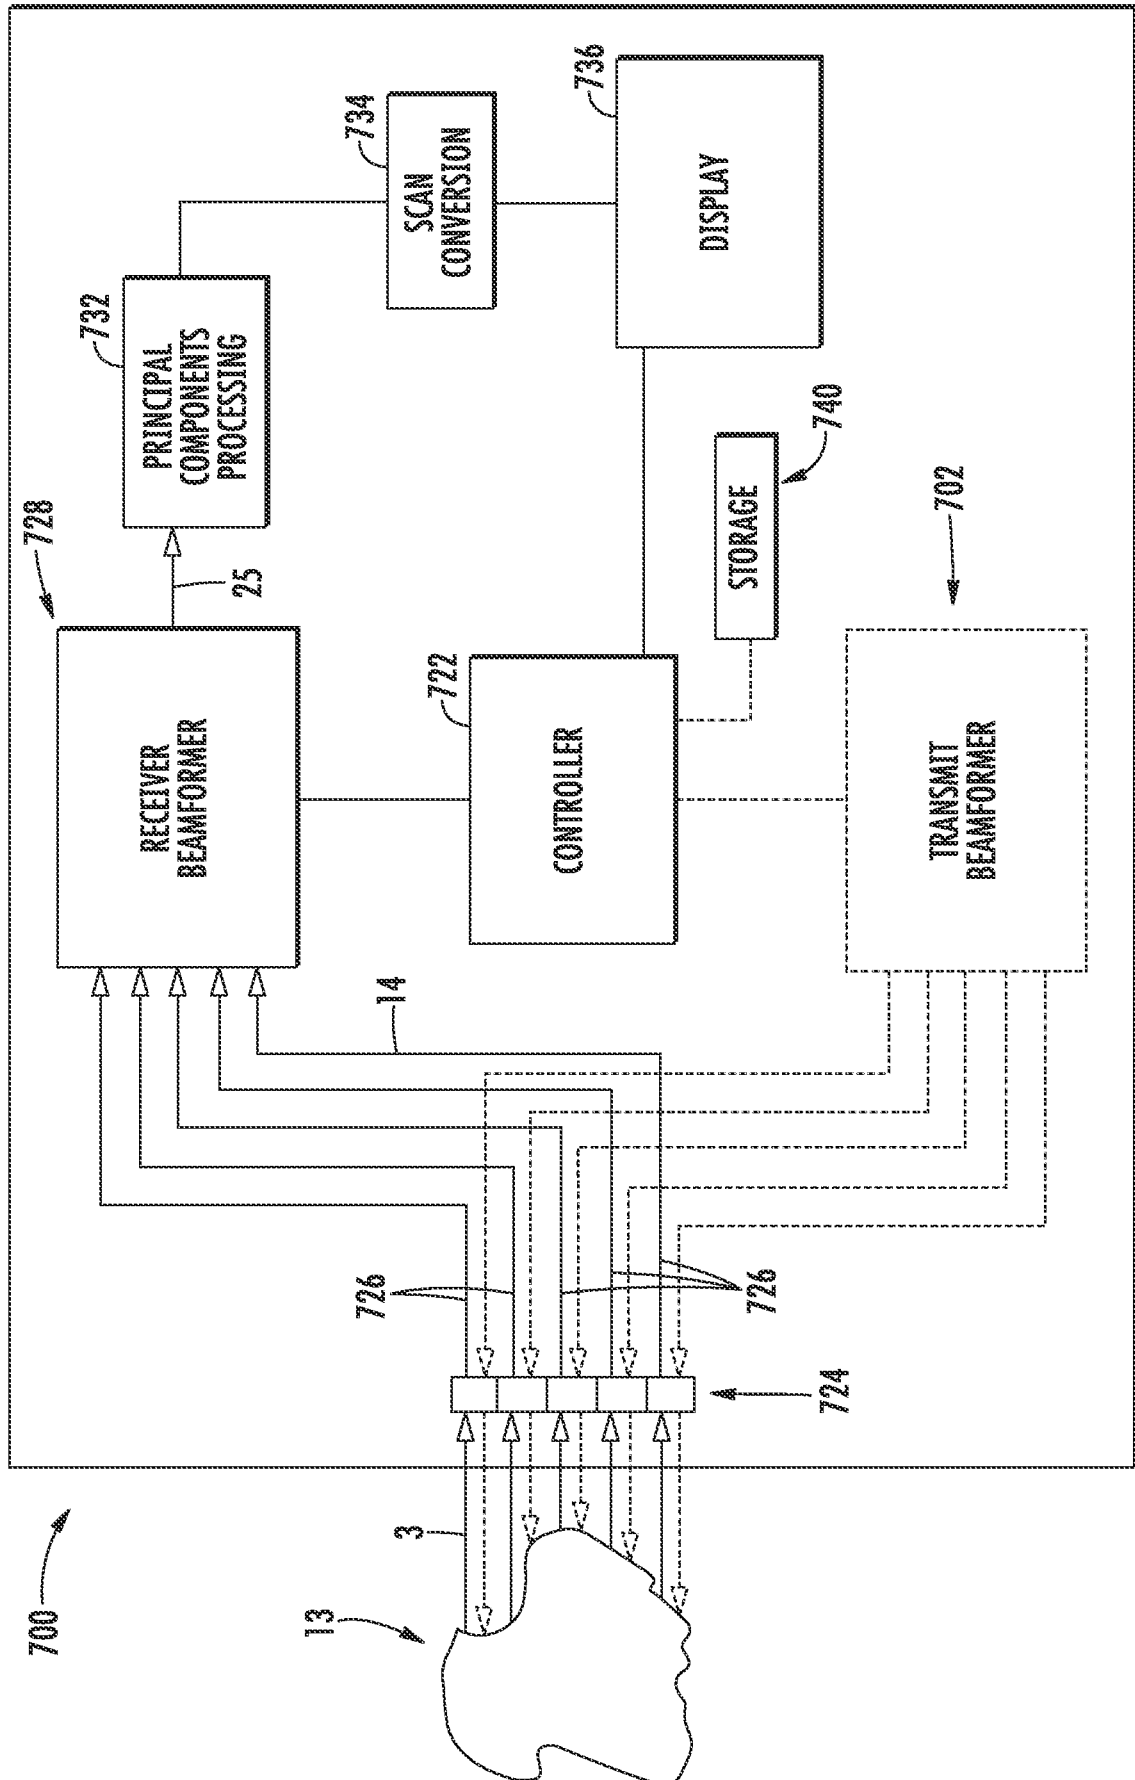 700
13
3
724
726
726
14
728
RECEIVER
BEAMFORMER
25
732
PRINCIPAL
COMPONENTS
PROCESSING
734
SCAN
CONVERSION
736
DISPLAY
722
CONTROLLER
STORAGE
740
702
TRANSMIT
BEAMFORMER